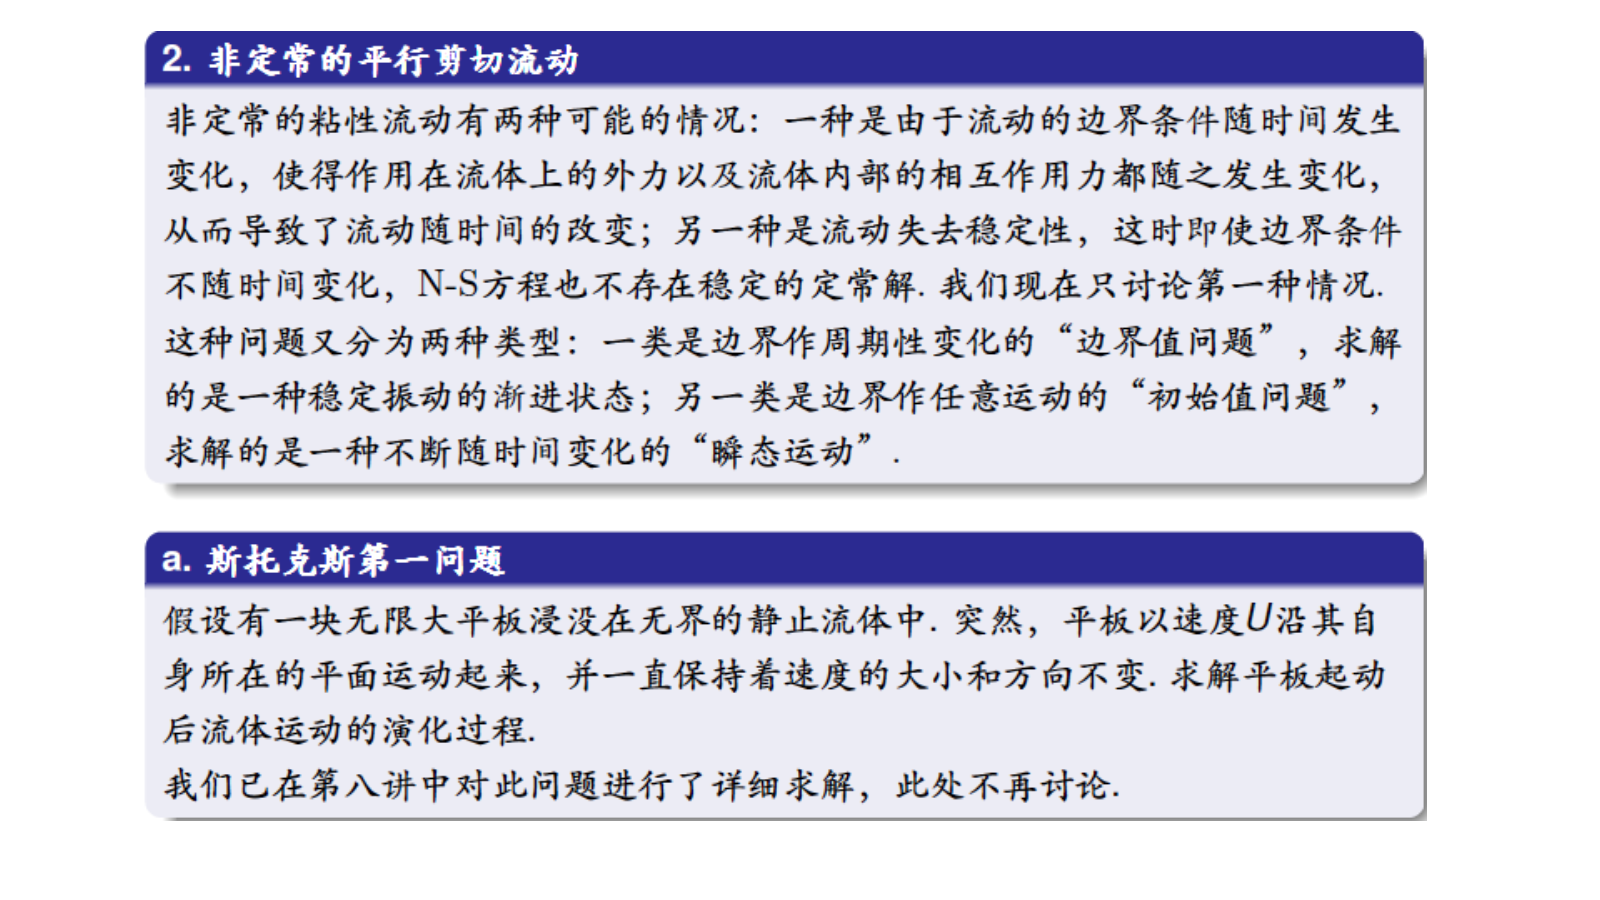 2. 非定常的平行剪切流动
非定常的粘性流动有两种可能的情况：一种是由于流动的边界条件随时间发生
变化，使得作用在流体上的外力以及流体内部的相互作用力都随之发生变化，
从而导致了流动随时间的改变；另一种是流动失去稳定性，这时即使边界条件
不随时间变化，N-S方程也不存在稳定的定常解. 我们现在只讨论第一种情况.
这种问题又分为两种类型：一类是边界作周期性变化的“边界值问题”，求解
的是一种稳定振动的渐进状态；另一类是边界作任意运动的“初始值问题”，
求解的是一种不断随时间变化的“瞬态运动”.
a. 斯托克斯第一问题
假设有一块无限大平板浸没在无界的静止流体中. 突然，平板以速度U沿其自
身所在的平面运动起来，并一直保持着速度的大小和方向不变. 求解平板起动
后流体运动的演化过程.
我们已在第八讲中对此问题进行了详细求解，此处不再讨论.